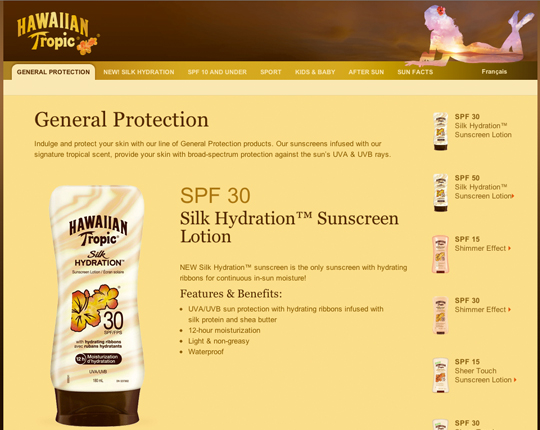 HAWAIIAN
Tropic
GENERAL PROTECTION
NEW! SILK HYDRATION
SPF 10 AND UNDER
SPORT
KIDS & BABY
AFTER SUN
SUN FACTS
Français
General Protection
Indulge and protect your skin with our line of General Protection products. Our sunscreens infused with our
signature tropical scent, provide your skin with broad-spectrum protection against the sun's UVA & UVB rays.
SPF 30
Silk Hydration™ Sunscreen
Lotion
NEW Silk Hydration™ sunscreen is the only sunscreen with hydrating
ribbons for continuous in-sun moisture!
Features & Benefits:
• UVA/UVB sun protection with hydrating ribbons infused with
silk protein and shea butter
• 12-hour moisturization
• Light & non-greasy
• Waterproof
HAWAIIAN
Tropic
Silk
HYDRATION™
Sunscreen Lotion / Écran solaire
30
SPF/FPS
with hydrating ribbons
avec rubans hydratants
12 h Moisturization
d'hydratation
UVA/UVB
180 mL
SPF 30
Silk Hydration™
Sunscreen Lotion
SPF 50
Silk Hydration™
Sunscreen Lotion
SPF 15
Shimmer Effect
SPF 30
Shimmer Effect
SPF 15
Sheer Touch
Sunscreen Lotion
SPF 30